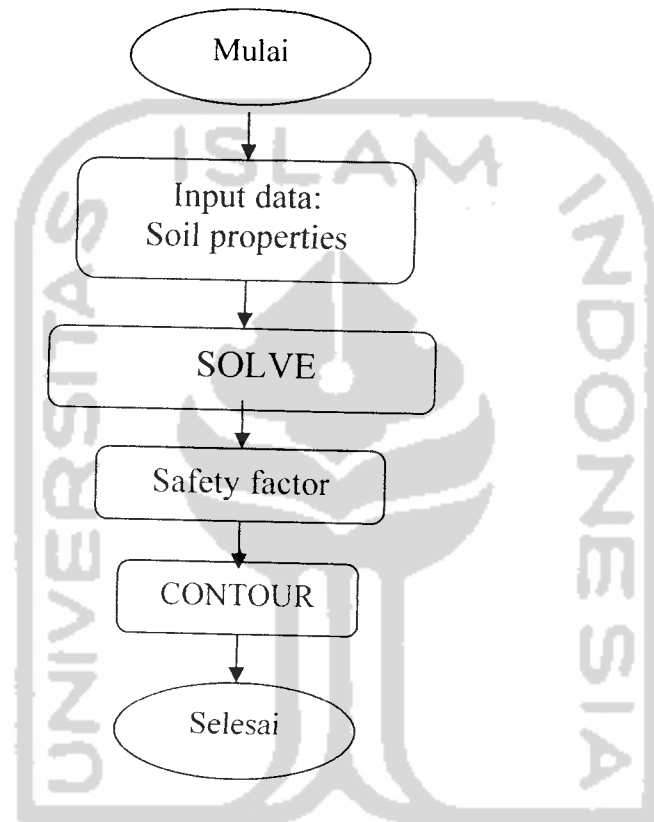 Mulai
ISLAM
Input data:
Soil properties
UNIVERSITAS
INDONESIA
SOLVE
Safety factor
CONTOUR
Selesai